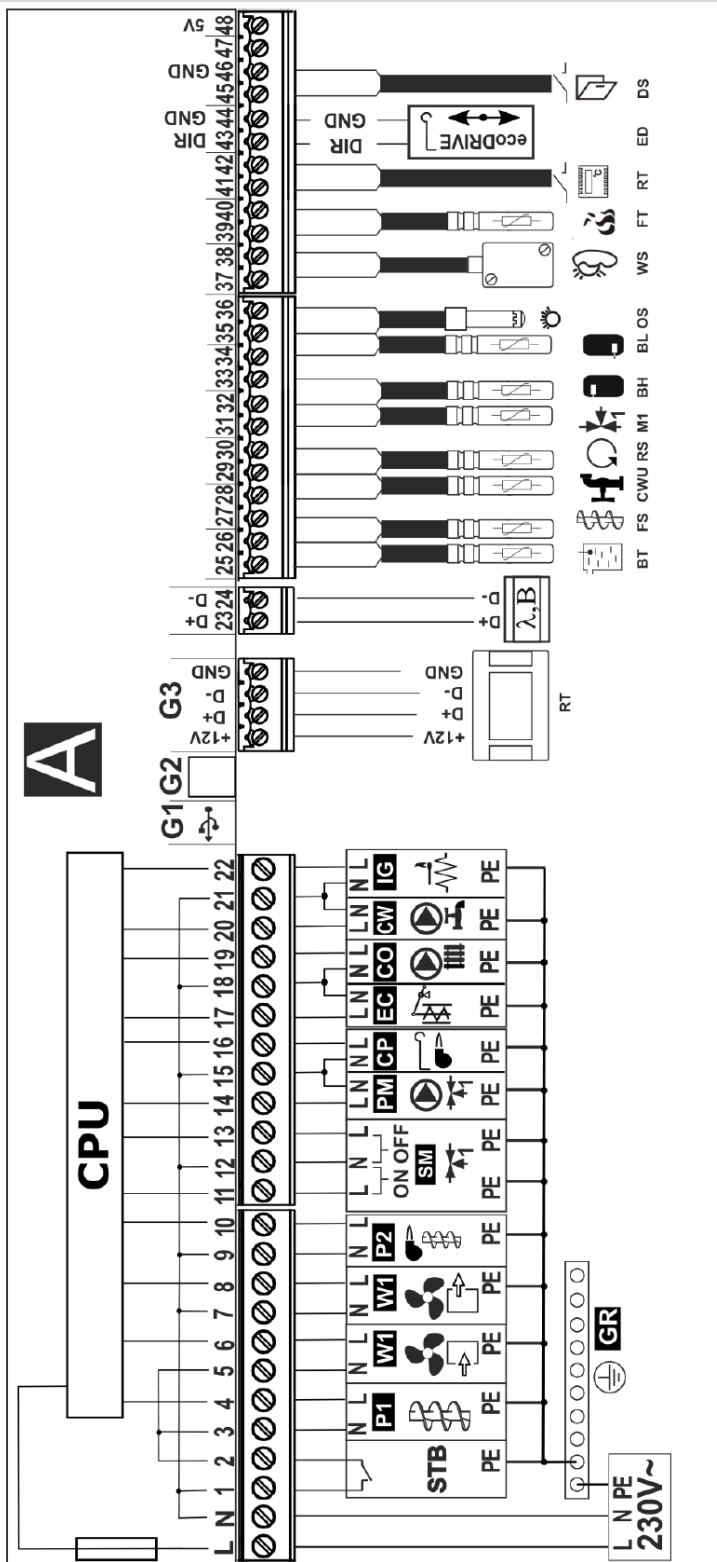 A
CPU
G1 G2 G3
+12V D+ D- GND
D+ D-
DIR GND GND 5V
L N 1 2 3 4 5 6 7 8 9 10 11 12 13 14 15 16 17 18 19 20 21 22
23 24
25 26 27 28 29 30 31 32 33 34 35 36
37 38 39 40 41 42 43 44 45 46 47 48
STB PE
N L P1 PE
N L W1 PE
N L W1 PE
N L P2 PE
L N L
ON OFF
SM
PE PE
L N PM PE
N L CP PE
L N EC PE
N L CO PE
L N CW PE
N L IG PE
+12V D+ D- GND
RT
D+ D-
λ,B
DIR GND
ecoDRIVE
°C
BT FS CWU RS M1 BH BL OS WS FT RT ED DS
1
GR
L N PE
230V~